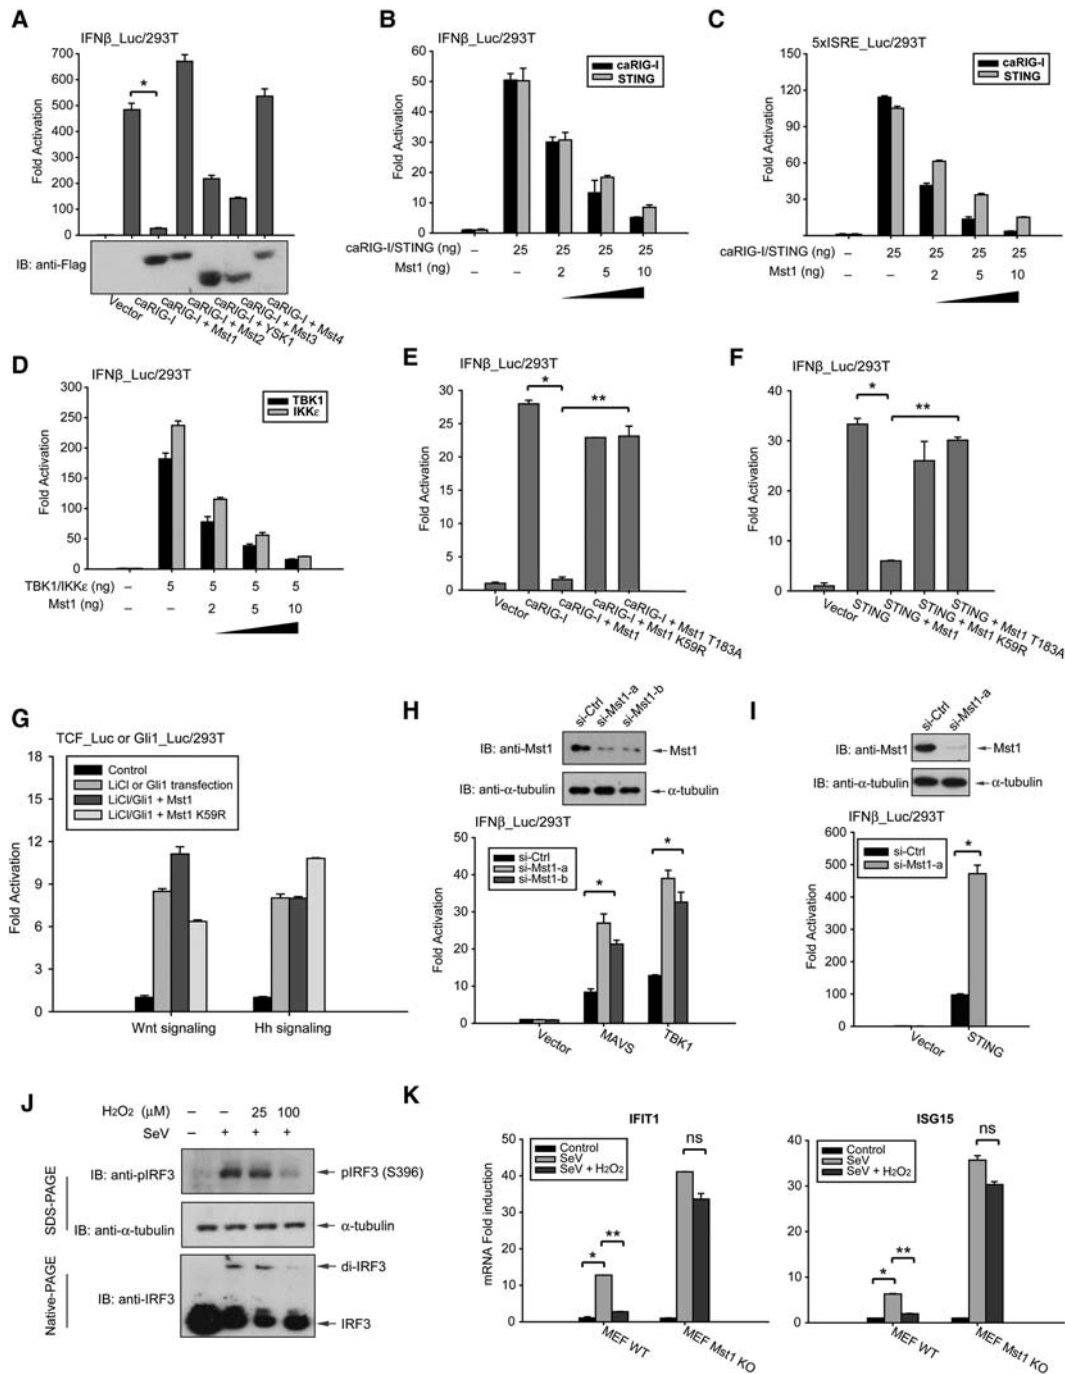 A
IFNβ_Luc/293T
Fold Activation
700
600
500
400
300
200
100
0
*
IB: anti-Flag
Vector
caRIG-I
caRIG-I + Mst1
caRIG-I + Mst2
caRIG-I + YSK1
caRIG-I + Mst3
caRIG-I + Mst4
B
IFNβ_Luc/293T
Fold Activation
60
50
40
30
20
10
0
caRIG-I
STING
caRIG-I/STING (ng) – 25 25 25 25
Mst1 (ng) – – 2 5 10
C
5xISRE_Luc/293T
Fold Activation
150
120
90
60
30
caRIG-I
STING
caRIG-I/STING (ng) – 25 25 25 25
Mst1 (ng) – – 2 5 10
D
IFNβ_Luc/293T
Fold Activation
300
250
200
150
100
50
0
TBK1
IKKε
TBK1/IKKε (ng) – 5 5 5 5
Mst1 (ng) – – 2 5 10
E
IFNβ_Luc/293T
Fold Activation
30
25
20
15
10
5
0
*
**
Vector
caRIG-I
caRIG-I + Mst1
caRIG-I + Mst1 K59R
caRIG-I + Mst1 T183A
F
IFNβ_Luc/293T
Fold Activation
40
30
20
10
0
*
**
Vector
STING
STING + Mst1
STING + Mst1 K59R
STING + Mst1 T183A
G
TCF_Luc or Gli1_Luc/293T
Fold Activation
18
15
12
9
6
3
0
Control
LiCl or Gli1 transfection
LiCl/Gli1 + Mst1
LiCl/Gli1 + Mst1 K59R
Wnt signaling
Hh signaling
H
si-Ctrl
si-Mst1-a
si-Mst1-b
IB: anti-Mst1
Mst1
IB: anti-α-tubulin
α-tubulin
IFNβ_Luc/293T
Fold Activation
50
40
30
20
10
0
si-Ctrl
si-Mst1-a
si-Mst1-b
*
*
Vector
MAVS
TBK1
I
si-Ctrl
si-Mst1-a
IB: anti-Mst1
Mst1
IB: anti-α-tubulin
α-tubulin
IFNβ_Luc/293T
Fold Activation
600
500
400
300
200
100
0
si-Ctrl
si-Mst1-a
*
Vector
STING
J
H2O2 (μM) – – 25 100
SeV – + + +
SDS-PAGE
IB: anti-pIRF3
pIRF3 (S396)
IB: anti-α-tubulin
α-tubulin
Native-PAGE
IB: anti-IRF3
di-IRF3
IRF3
K
IFIT1
mRNA Fold induction
50
40
30
20
10
0
Control
SeV
SeV + H2O2
*
**
ns
MEF WT
MEF Mst1 KO
ISG15
40
30
20
10
0
Control
SeV
SeV + H2O2
*
**
ns
MEF WT
MEF Mst1 KO